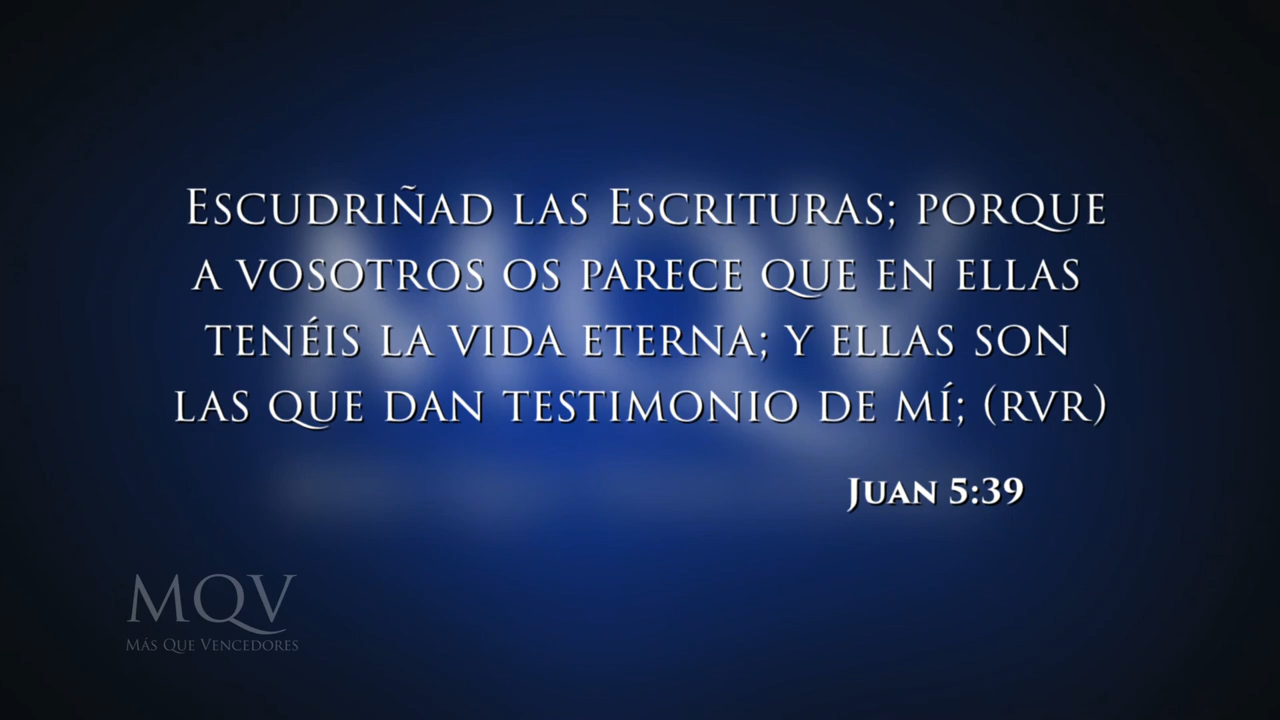 Escudriñad las Escrituras; porque
a vosotros os parece que en ellas
tenéis la vida eterna; y ellas son
las que dan testimonio de mí; (rvr)
Juan 5:39
MQV
Más Que Vencedores